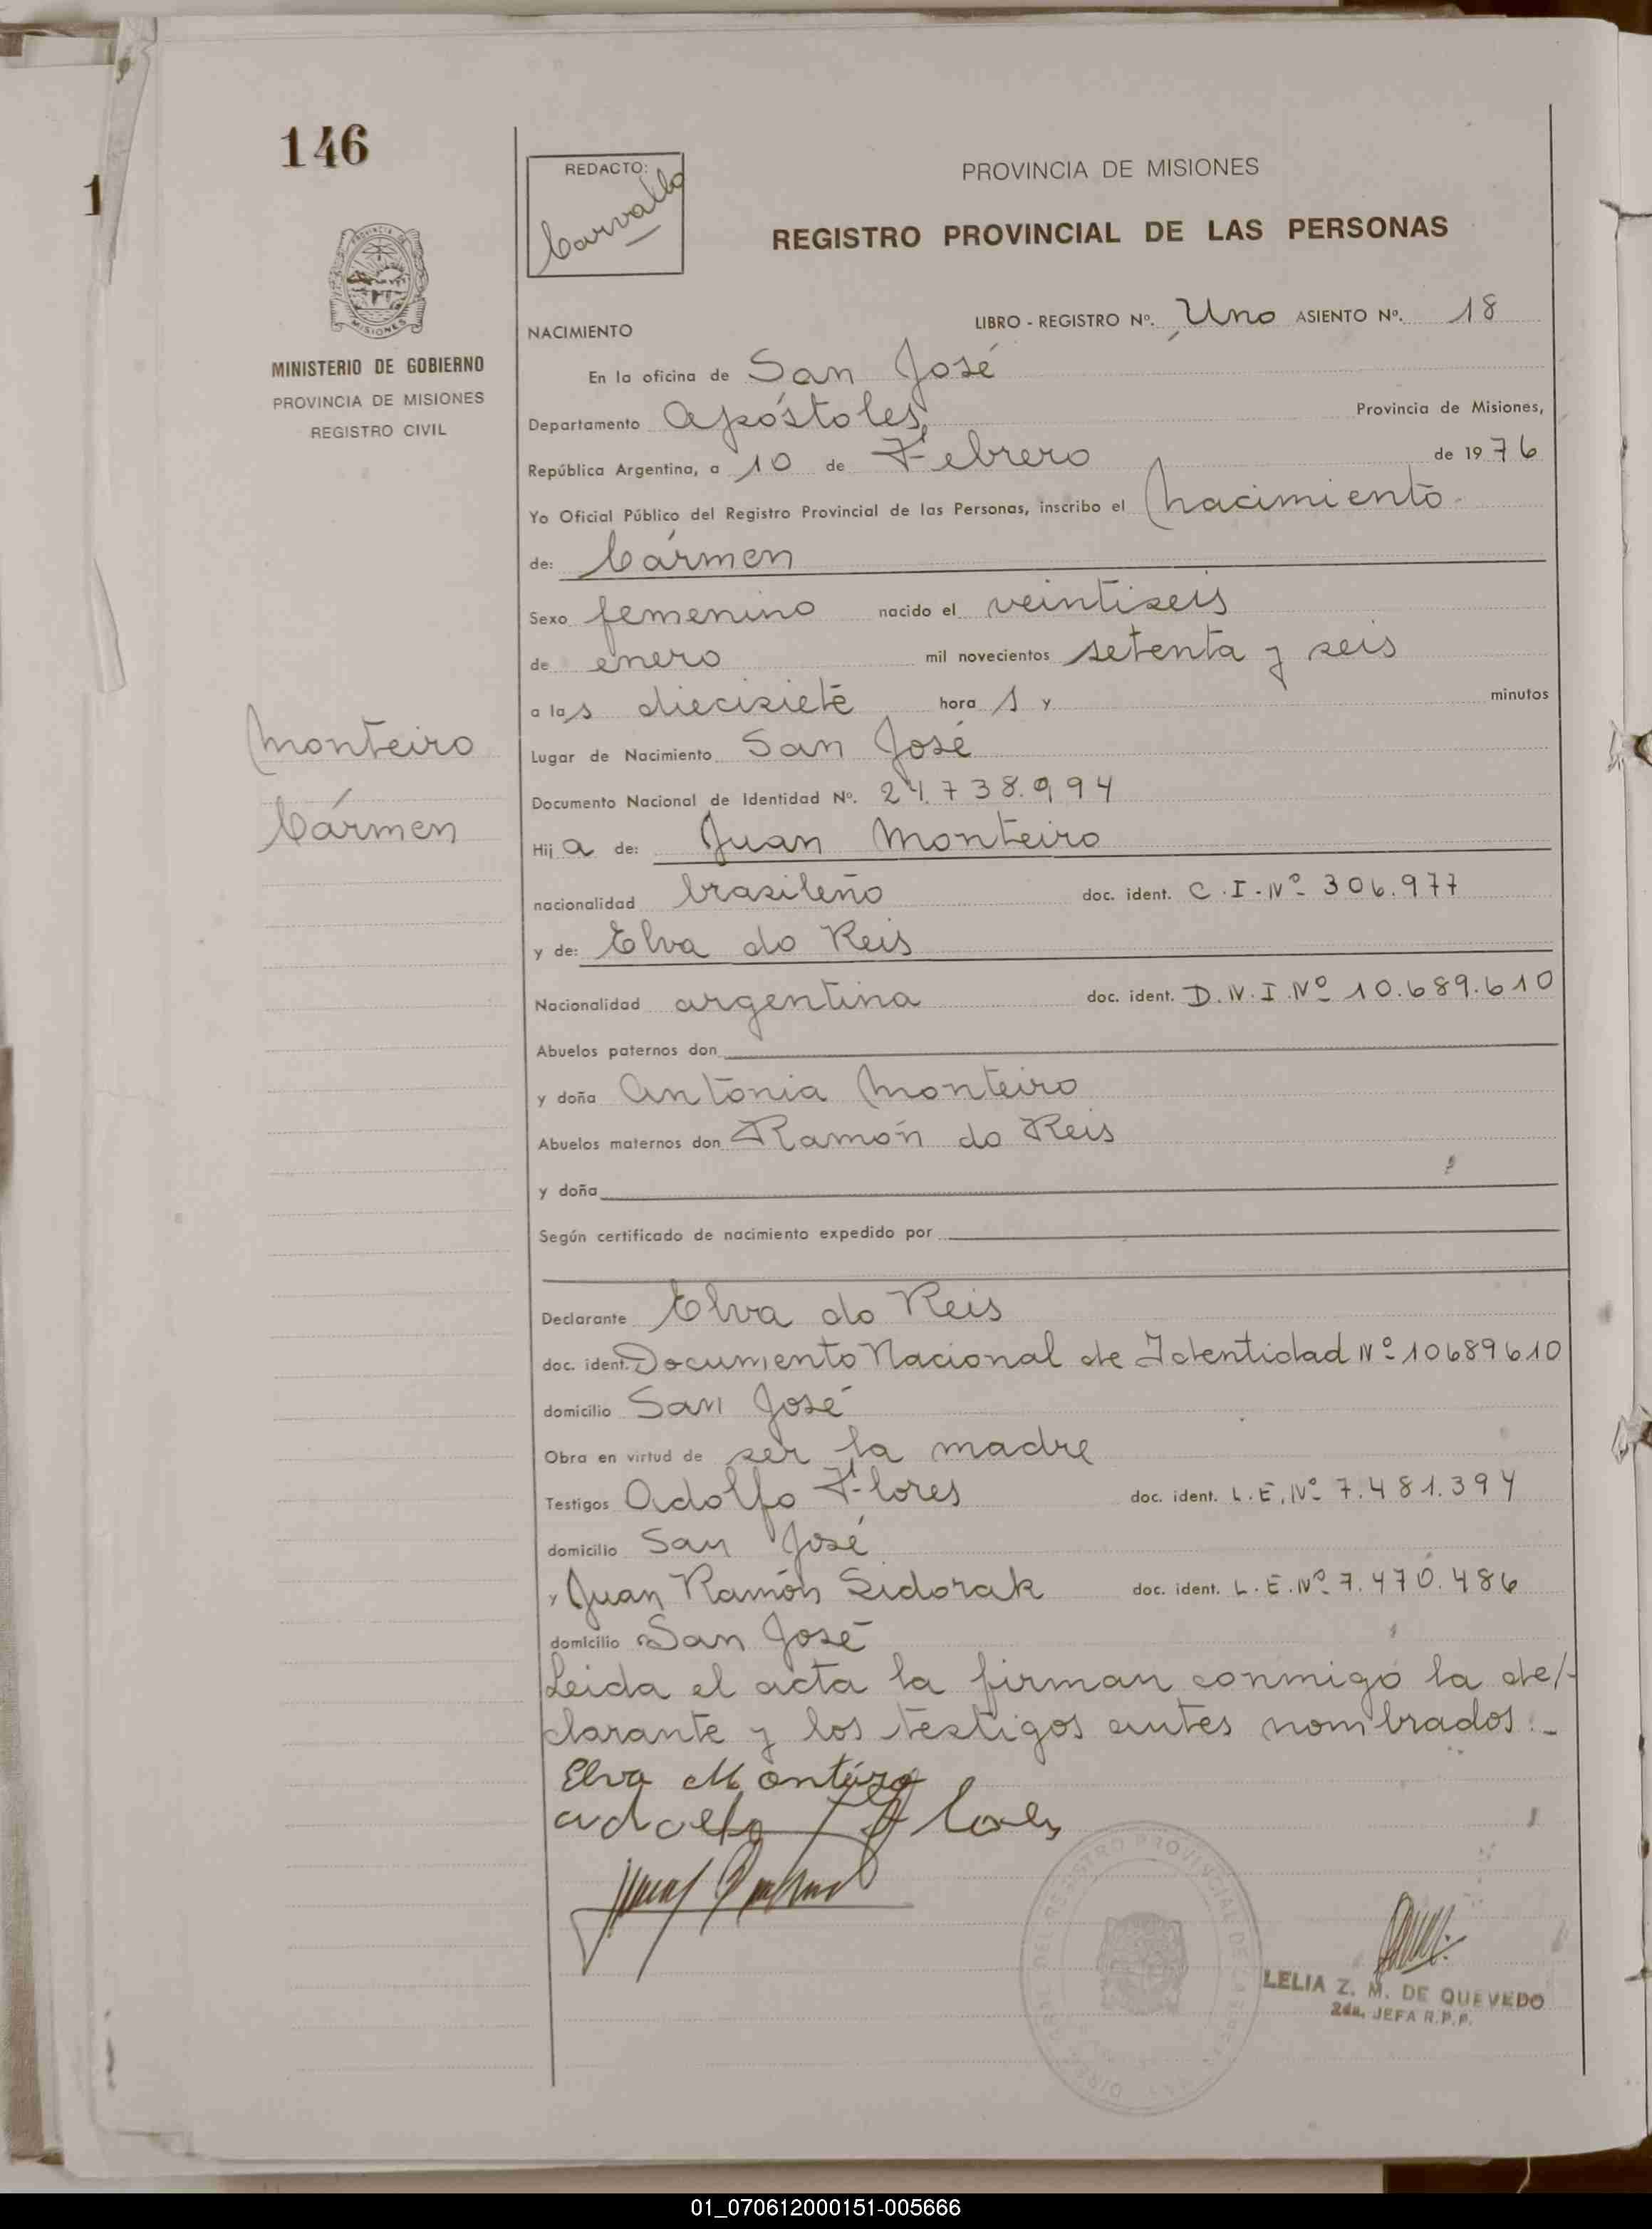 146
1
REDACTO:
Carvallo
PROVINCIA DE MISIONES
REGISTRO PROVINCIAL DE LAS PERSONAS
MISIONES
MINISTERIO DE GOBIERNO
PROVINCIA DE MISIONES
REGISTRO CIVIL
NACIMIENTO
LIBRO - REGISTRO Nº. Uno ASIENTO Nº. 18
En la oficina de San José
Departamento Apóstoles, Provincia de Misiones,
República Argentina, a 10 de Febrero de 1976
Yo Oficial Público del Registro Provincial de las Personas, inscribo el Nacimiento
de: Cármen
Sexo femenino nacido el veintiseis
de enero mil novecientos setenta y seis
a las diecisiete hora s y minutos
Lugar de Nacimiento San José
Documento Nacional de Identidad Nº. 24.738.994
Monteiro
Cármen
Hij a de: Juan Monteiro
nacionalidad brasileño doc. ident. C.I.Nº 306.977
y de: Elva do Reis
Nacionalidad argentina doc. ident. D.N.I.Nº 10.689.610
Abuelos paternos don
y doña Antonia Monteiro
Abuelos maternos don Ramón do Reis
y doña
Según certificado de nacimiento expedido por
Declarante Elva do Reis
doc. ident. Documento Nacional de Identidad Nº 10689610
domicilio San José
Obra en virtud de ser la madre
Testigos Adolfo Flores doc. ident. L.E.Nº 7.481.394
domicilio San José
y Juan Ramón Sidorak doc. ident. L.E.Nº 7.470.486
domicilio San José
Leida el acta la firman conmigo la de/-
clarante y los testigos antes nombrados.-
Elva
LELIA Z. M. DE QUEVEDO
2da. JEFA R.P.P.
01_070612000151-005666